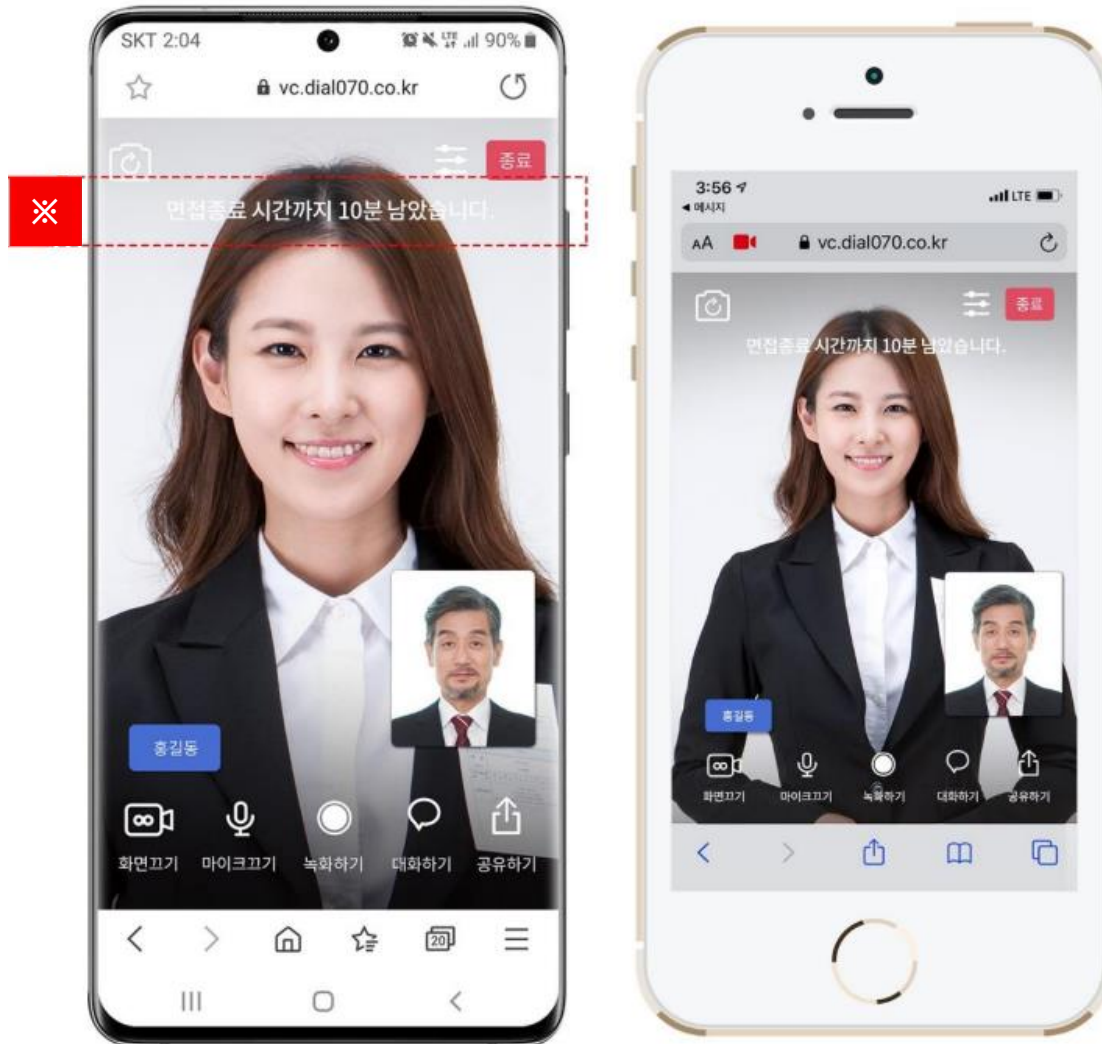 SKT 2:04
LTE
90%
vc.dial070.co.kr
종료
※
면접종료 시간까지 10분 남았습니다.
홍길동
화면끄기 마이크끄기 녹화하기 대화하기 공유하기
20
3:56
LTE
◀ 메시지
AA vc.dial070.co.kr
종료
면접종료 시간까지 10분 남았습니다.
홍길동
화면끄기 마이크끄기 녹화하기 대화하기 공유하기